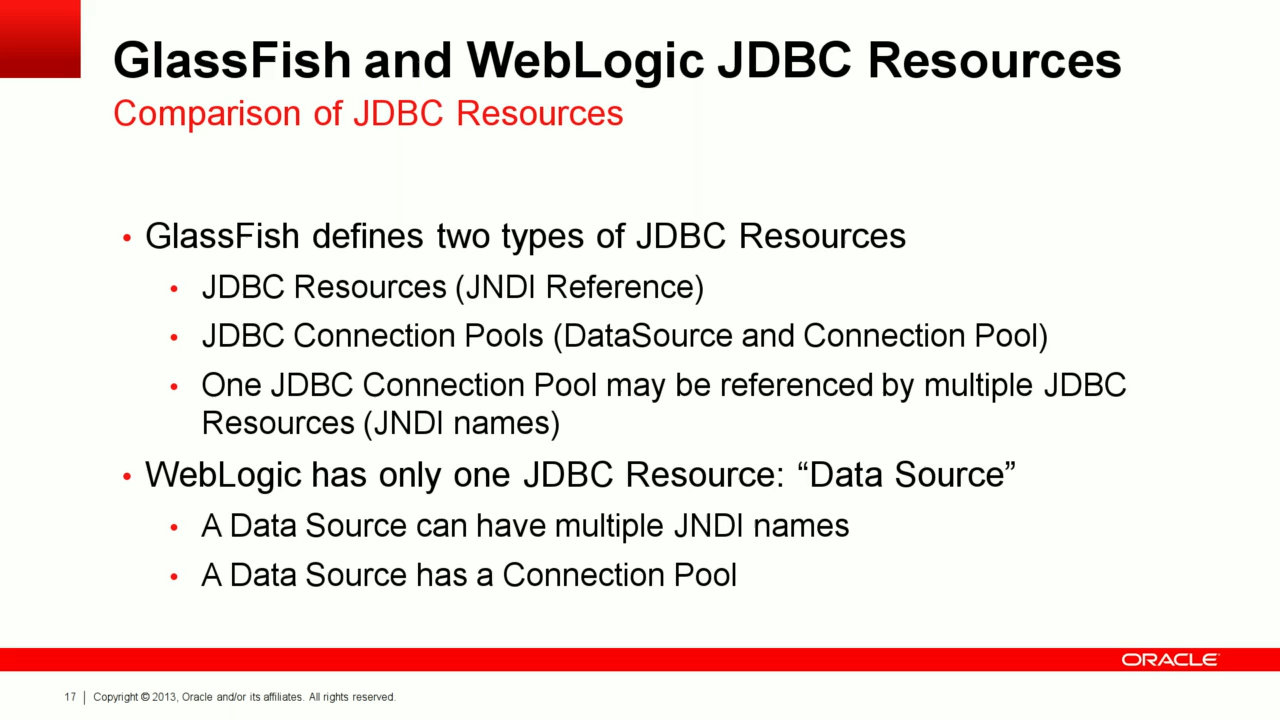 GlassFish and WebLogic JDBC Resources
Comparison of JDBC Resources
• GlassFish defines two types of JDBC Resources
• JDBC Resources (JNDI Reference)
• JDBC Connection Pools (DataSource and Connection Pool)
• One JDBC Connection Pool may be referenced by multiple JDBC
Resources (JNDI names)
• WebLogic has only one JDBC Resource: “Data Source”
• A Data Source can have multiple JNDI names
• A Data Source has a Connection Pool
ORACLE
17 | Copyright © 2013, Oracle and/or its affiliates. All rights reserved.